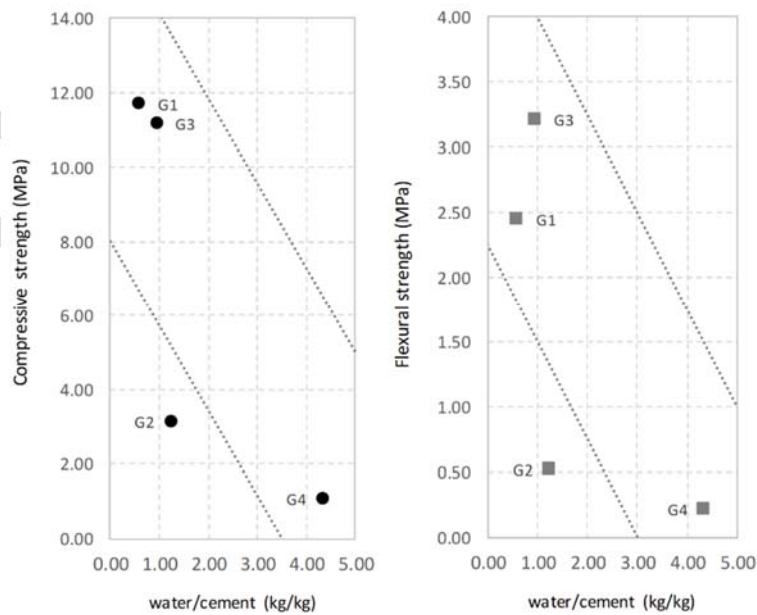 14.00
12.00
10.00
8.00
6.00
4.00
2.00
0.00
Compressive strength (MPa)
G1
G3
G2
G4
0.00 1.00 2.00 3.00 4.00 5.00
water/cement (kg/kg)
4.00
3.50
3.00
2.50
2.00
1.50
1.00
0.50
0.00
Flexural strength (MPa)
G3
G1
G2
G4
0.00 1.00 2.00 3.00 4.00 5.00
water/cement (kg/kg)